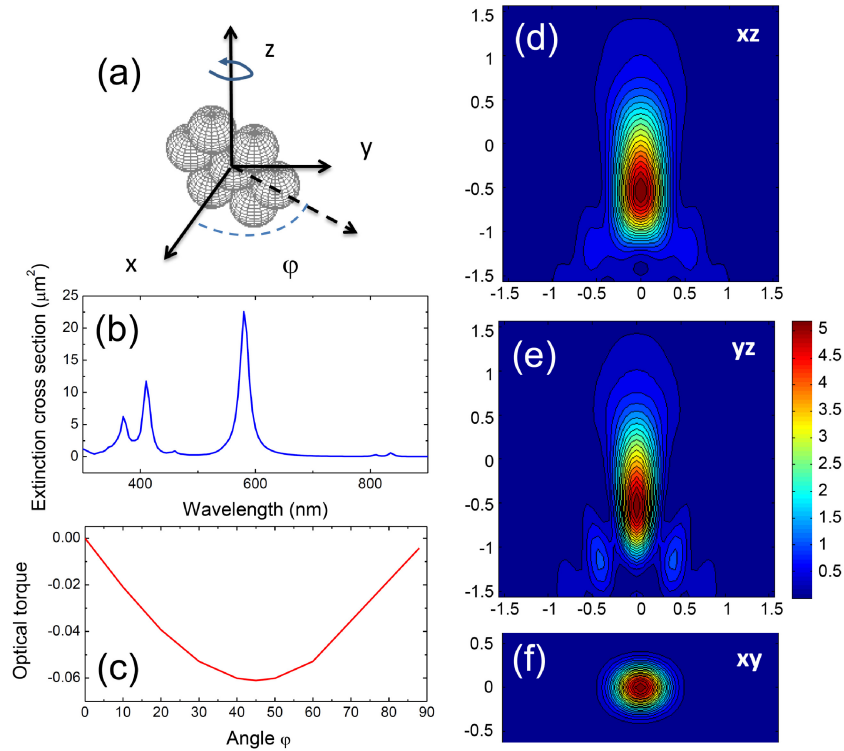 (a)
z
y
x
φ
(b)
Extinction cross section (μm²)
25
20
15
10
5
0
400
600
800
Wavelength (nm)
(c)
Optical torque
0.00
-0.02
-0.04
-0.06
0 10 20 30 40 50 60 70 80 90
Angle φ
(d)
xz
1.5
1
0.5
0
-0.5
-1
-1.5
-1.5 -1 -0.5 0 0.5 1 1.5
(e)
yz
1.5
1
0.5
0
-0.5
-1
-1.5
-1.5 -1 -0.5 0 0.5 1 1.5
5
4.5
4
3.5
3
2.5
2
1.5
1
0.5
(f)
xy
0.5
0
-0.5